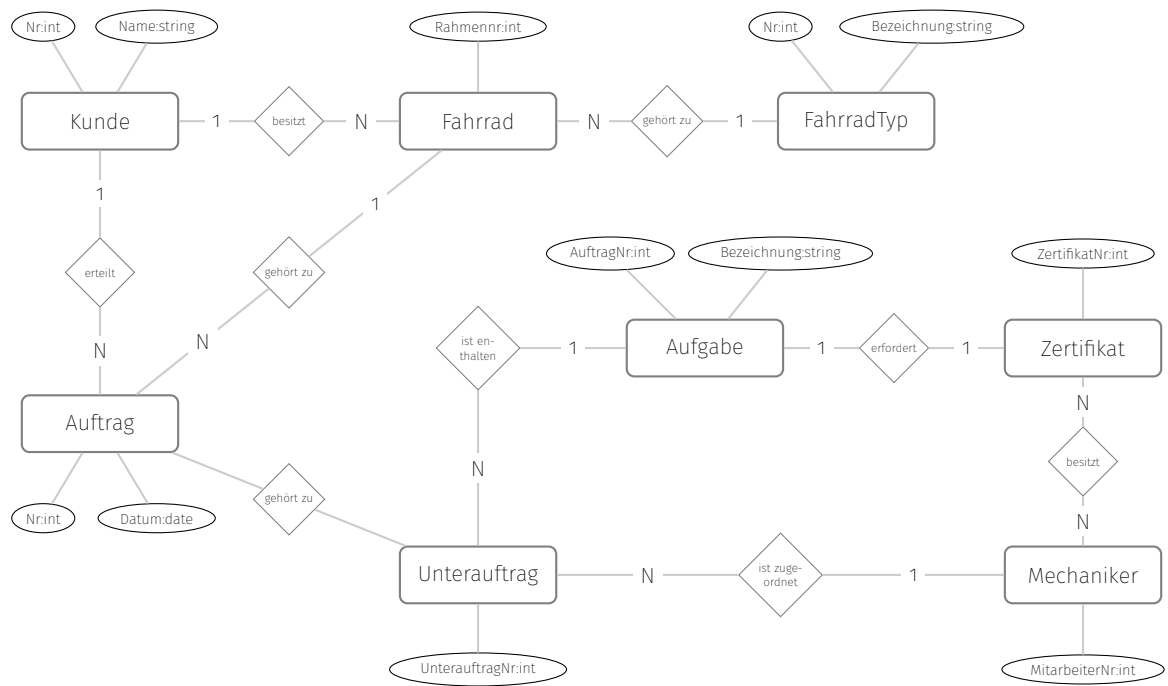 Nr:int
Name:string
Rahmennr:int
Nr:int
Bezeichnung:string
Kunde
1
besitzt
N
Fahrrad
N
gehört zu
1
FahrradTyp
1
1
erteilt
gehört zu
AuftragNr:int
Bezeichnung:string
ZertifikatNr:int
N
N
ist en-
thalten
1
Aufgabe
1
erfordert
1
Zertifikat
Auftrag
N
N
besitzt
gehört zu
Nr:int
Datum:date
N
Unterauftrag
N
ist zuge-
ordnet
1
Mechaniker
UnterauftragNr:int
MitarbeiterNr:int